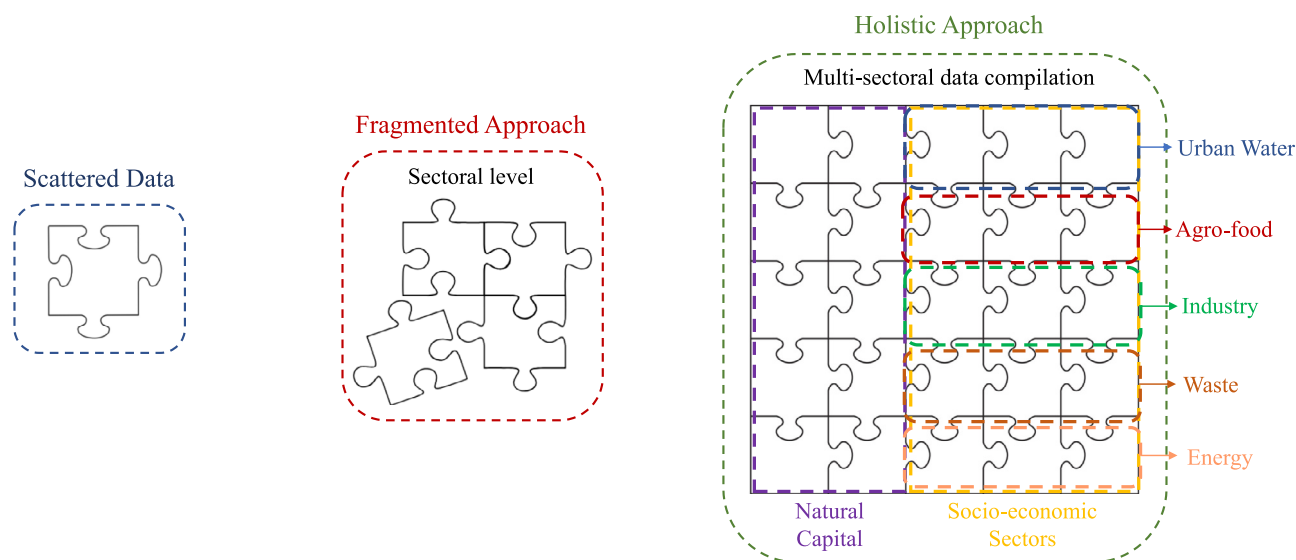 Scattered Data
Fragmented Approach
Sectoral level
Holistic Approach
Multi-sectoral data compilation
Urban Water
Agro-food
Industry
Waste
Energy
Natural
Capital
Socio-economic
Sectors